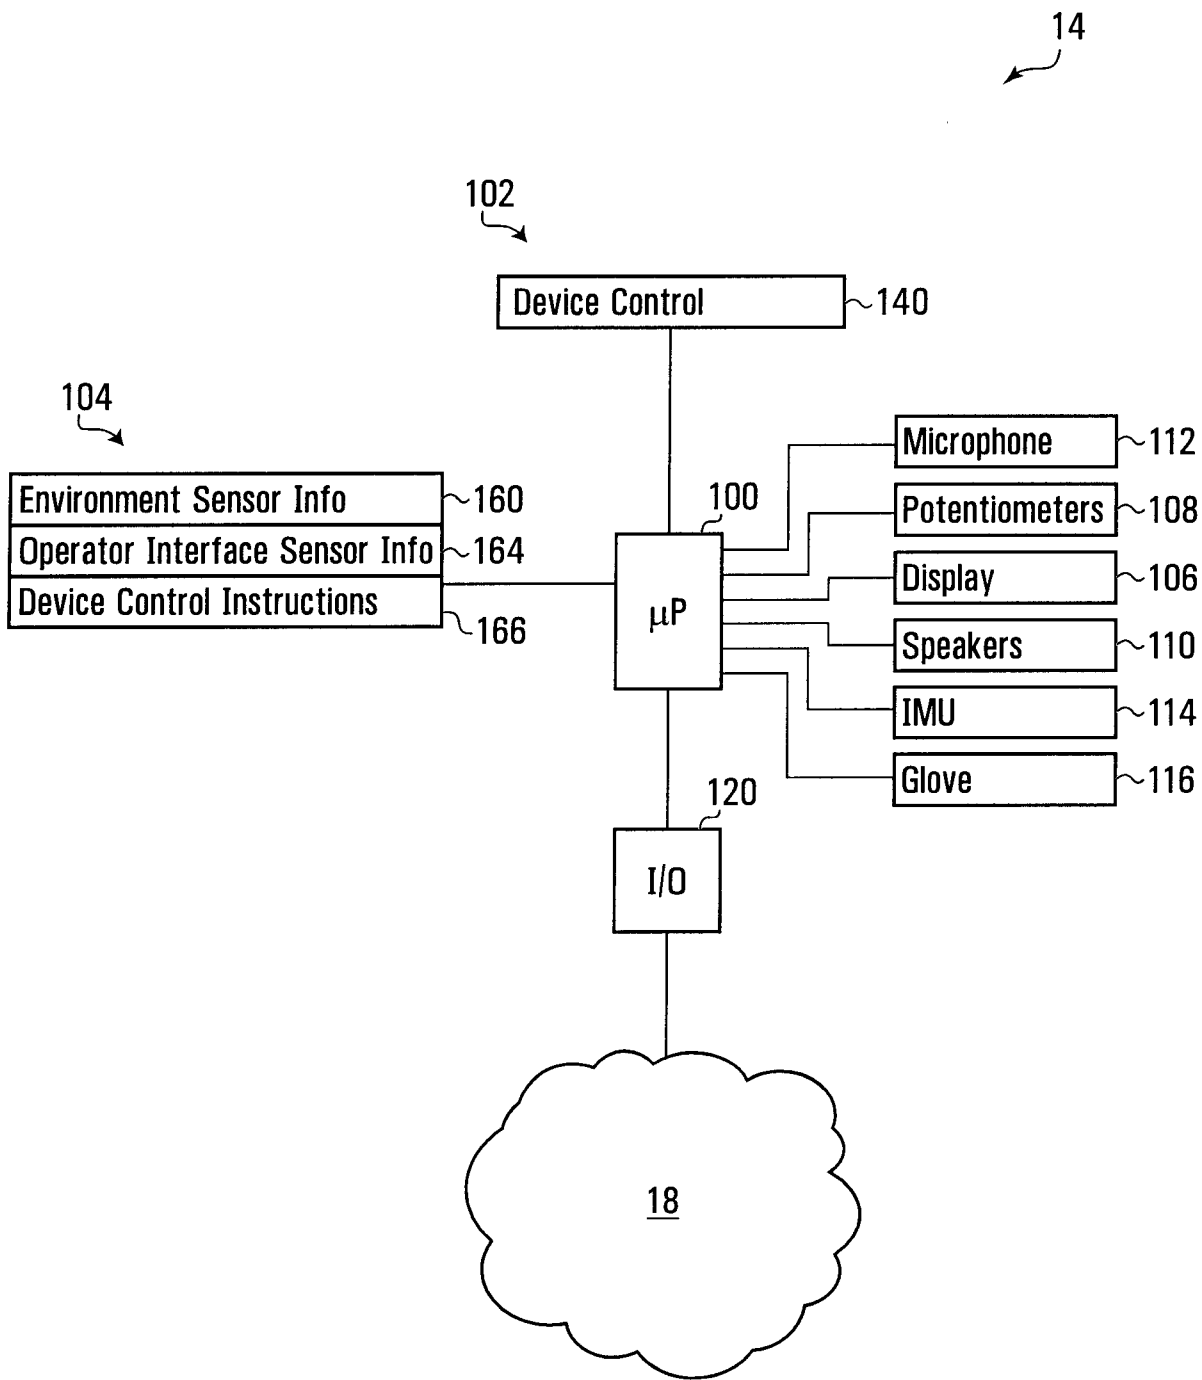 14
102
Device Control 140
104
Environment Sensor Info 160
Operator Interface Sensor Info 164
Device Control Instructions 166
100
μP
Microphone 112
Potentiometers 108
Display 106
Speakers 110
IMU 114
Glove 116
120
I/O
18